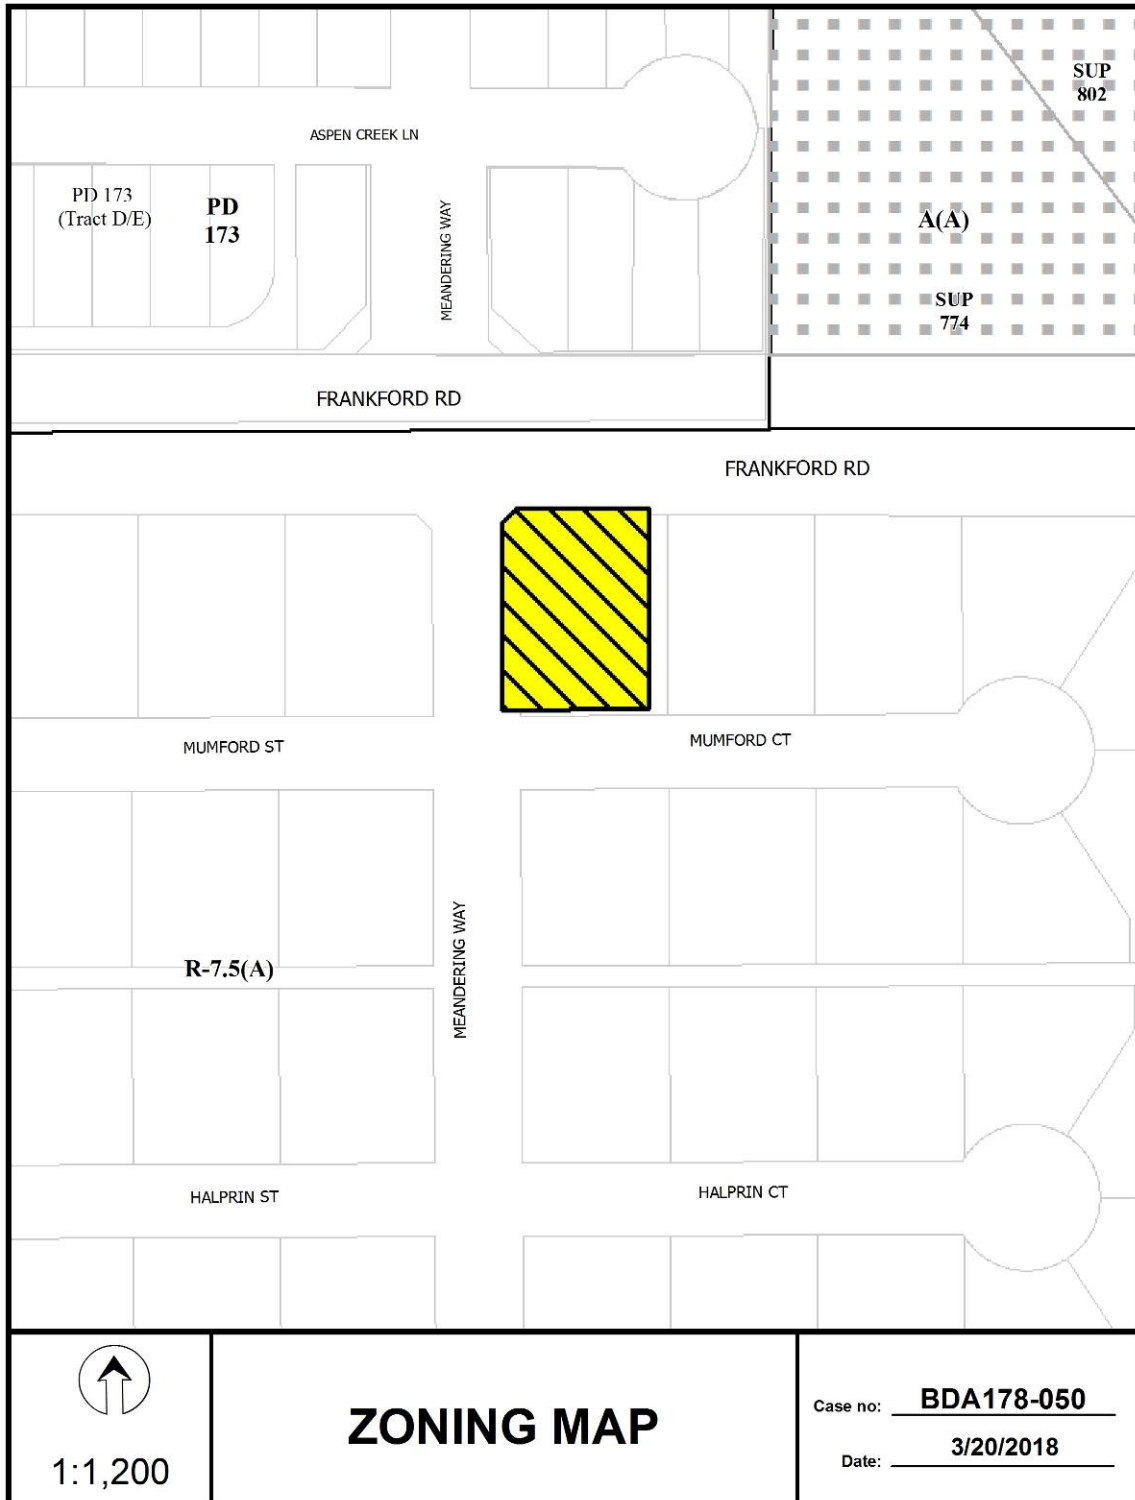 SUP
802
ASPEN CREEK LN
PD 173
(Tract D/E)
PD
173
MEANDERING WAY
A(A)
SUP
774
FRANKFORD RD
FRANKFORD RD
MUMFORD ST
MUMFORD CT
MEANDERING WAY
R-7.5(A)
HALPRIN ST
HALPRIN CT
1:1,200
ZONING MAP
Case no: BDA178-050
Date: 3/20/2018